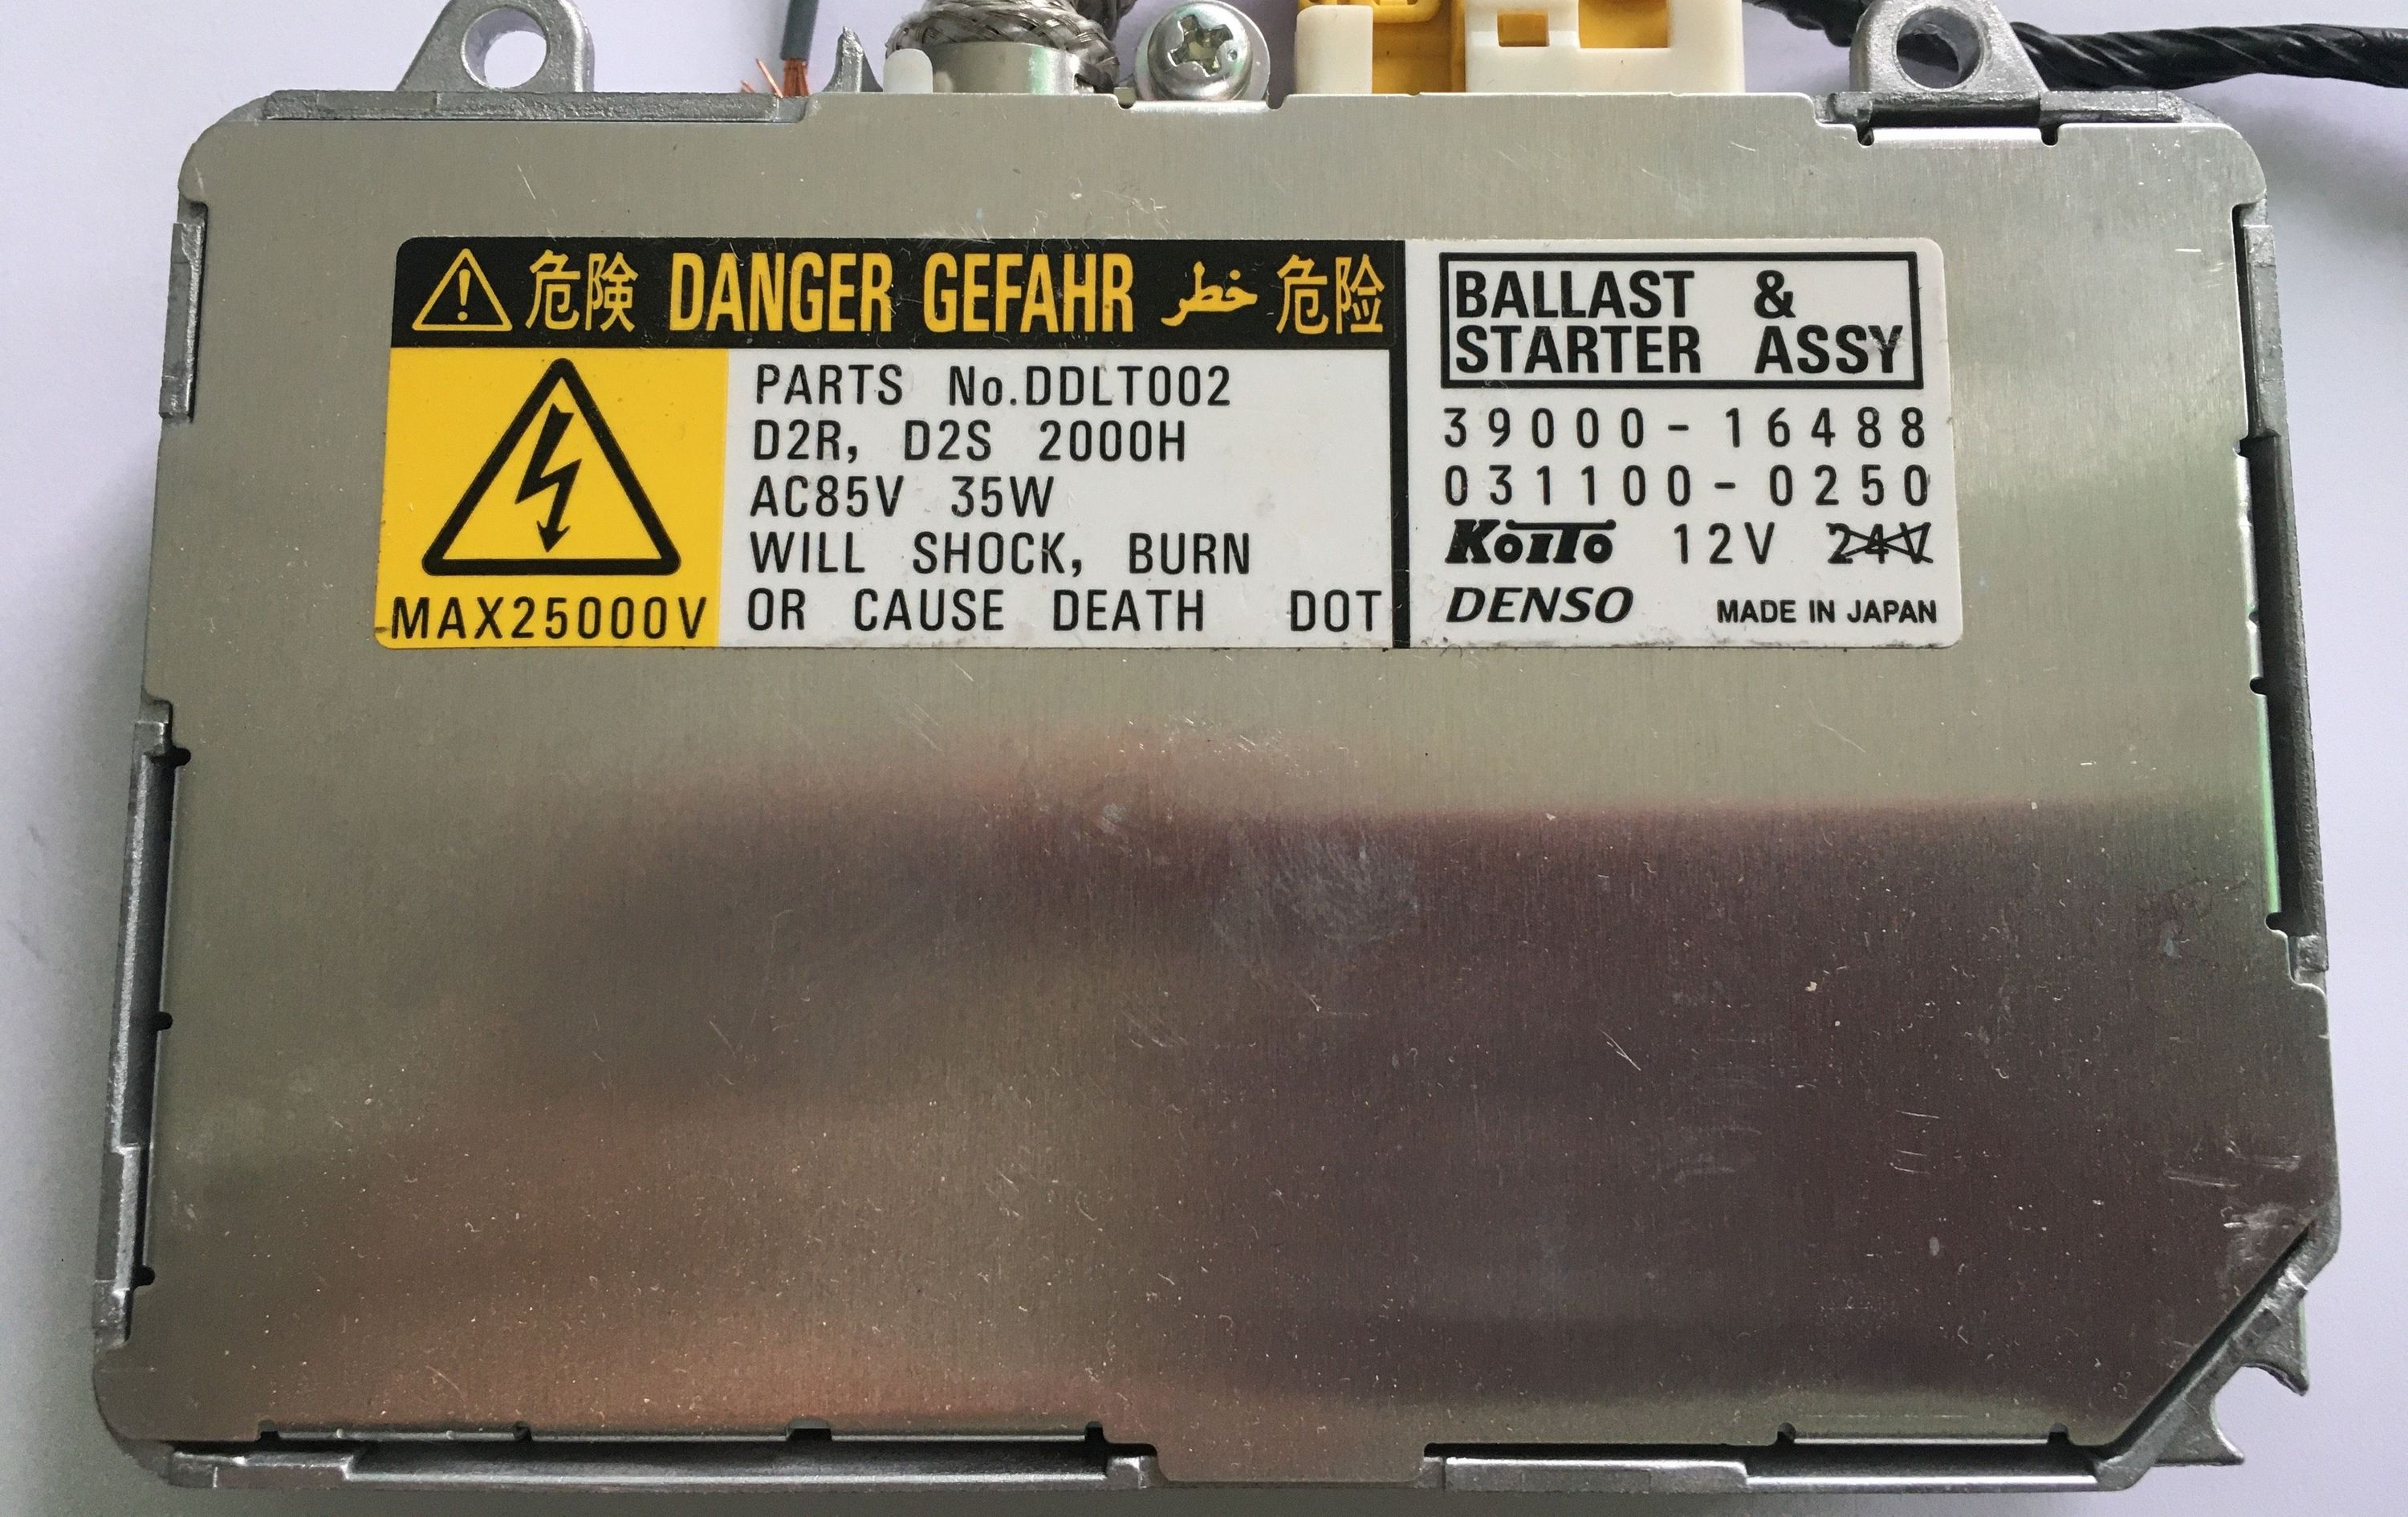 危険 DANGER GEFAHR خطر 危险
MAX25000V
PARTS No.DDLT002
D2R, D2S 2000H
AC85V 35W
WILL SHOCK, BURN
OR CAUSE DEATH DOT
BALLAST &
STARTER ASSY
39000-16488
031100-0250
KOITO 12V 24V
DENSO MADE IN JAPAN